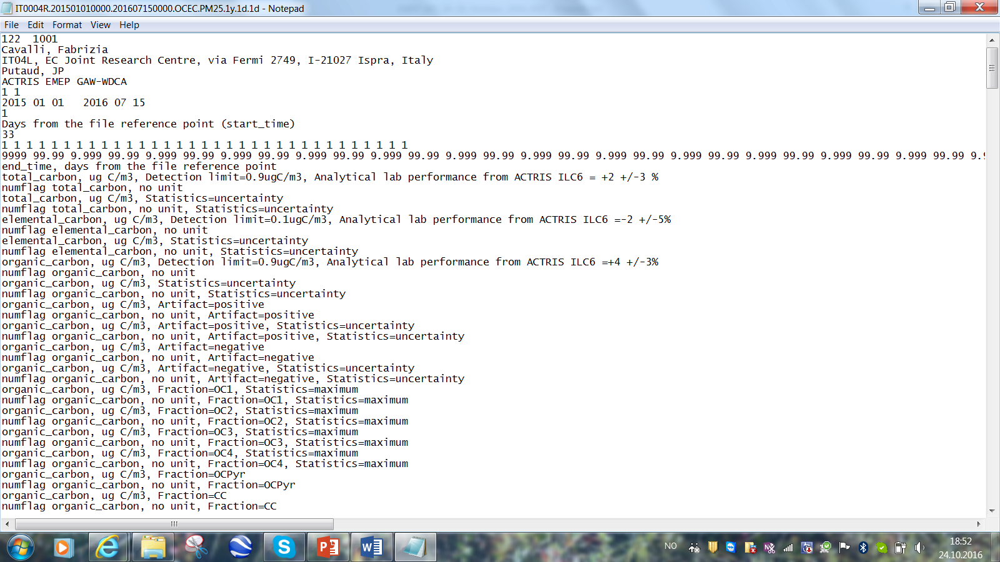 IT0004R.201501010000.201607150000.OCEC.PM25.1y.1d.1d - Notepad
File Edit Format View Help
122  1001
Cavalli, Fabrizia
IT04L, EC Joint Research Centre, via Fermi 2749, I-21027 Ispra, Italy
Putaud, JP
ACTRIS EMEP GAW-WDCA
1 1
2015 01 01   2016 07 15
1
Days from the file reference point (start_time)
33
1 1 1 1 1 1 1 1 1 1 1 1 1 1 1 1 1 1 1 1 1 1 1 1 1 1 1 1 1 1 1 1 1
9999 99.99 9.999 99.99 9.999 99.99 9.999 99.99 9.999 99.99 9.999 99.99 9.999 99.99 9.999 99.99 9.999 99.99 9.999 99.99 9.999 99.99 9.999 99.99 9.999 99.99
end_time, days from the file reference point
total_carbon, ug C/m3, Detection limit=0.9ugC/m3, Analytical lab performance from ACTRIS ILC6 = +2 +/-3 %
numflag total_carbon, no unit
total_carbon, ug C/m3, Statistics=uncertainty
numflag total_carbon, no unit, Statistics=uncertainty
elemental_carbon, ug C/m3, Detection limit=0.1ugC/m3, Analytical lab performance from ACTRIS ILC6 =-2 +/-5%
numflag elemental_carbon, no unit
elemental_carbon, ug C/m3, Statistics=uncertainty
numflag elemental_carbon, no unit, Statistics=uncertainty
organic_carbon, ug C/m3, Detection limit=0.9ugC/m3, Analytical lab performance from ACTRIS ILC6 =+4 +/-3%
numflag organic_carbon, no unit
organic_carbon, ug C/m3, Statistics=uncertainty
numflag organic_carbon, no unit, Statistics=uncertainty
organic_carbon, ug C/m3, Artifact=positive
numflag organic_carbon, no unit, Artifact=positive
organic_carbon, ug C/m3, Artifact=positive, Statistics=uncertainty
numflag organic_carbon, no unit, Artifact=positive, Statistics=uncertainty
organic_carbon, ug C/m3, Artifact=negative
numflag organic_carbon, no unit, Artifact=negative
organic_carbon, ug C/m3, Artifact=negative, Statistics=uncertainty
numflag organic_carbon, no unit, Artifact=negative, Statistics=uncertainty
organic_carbon, ug C/m3, Fraction=OC1, Statistics=maximum
numflag organic_carbon, no unit, Fraction=OC1, Statistics=maximum
organic_carbon, ug C/m3, Fraction=OC2, Statistics=maximum
numflag organic_carbon, no unit, Fraction=OC2, Statistics=maximum
organic_carbon, ug C/m3, Fraction=OC3, Statistics=maximum
numflag organic_carbon, no unit, Fraction=OC3, Statistics=maximum
organic_carbon, ug C/m3, Fraction=OC4, Statistics=maximum
numflag organic_carbon, no unit, Fraction=OC4, Statistics=maximum
organic_carbon, ug C/m3, Fraction=OCPyr
numflag organic_carbon, no unit, Fraction=OCPyr
organic_carbon, ug C/m3, Fraction=CC
numflag organic_carbon, no unit, Fraction=CC
NO
18:52
24.10.2016